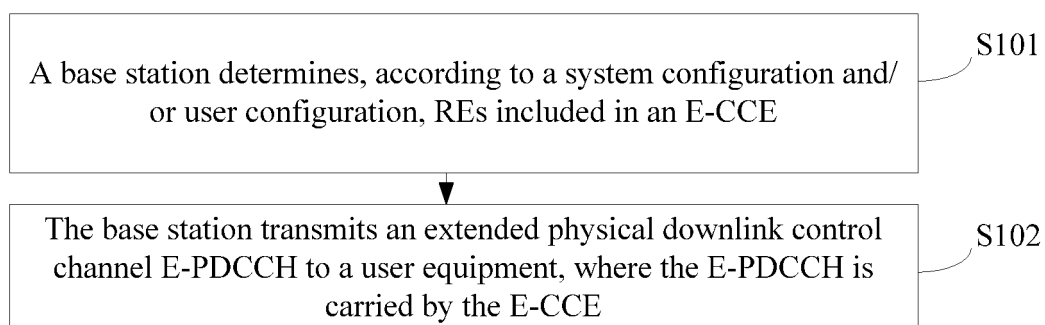 A base station determines, according to a system configuration and/
or user configuration, REs included in an E-CCE
S101
The base station transmits an extended physical downlink control
channel E-PDCCH to a user equipment, where the E-PDCCH is
carried by the E-CCE
S102